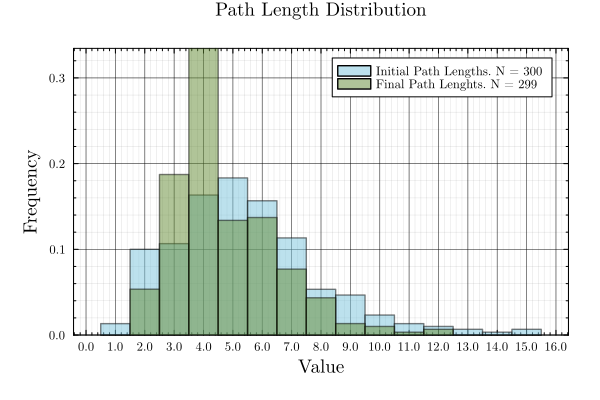 Path Length Distribution
Initial Path Lengths. N = 300
Final Path Lenghts. N = 299
Frequency
0.3
0.2
0.1
0.0
0.0 1.0 2.0 3.0 4.0 5.0 6.0 7.0 8.0 9.0 10.0 11.0 12.0 13.0 14.0 15.0 16.0
Value